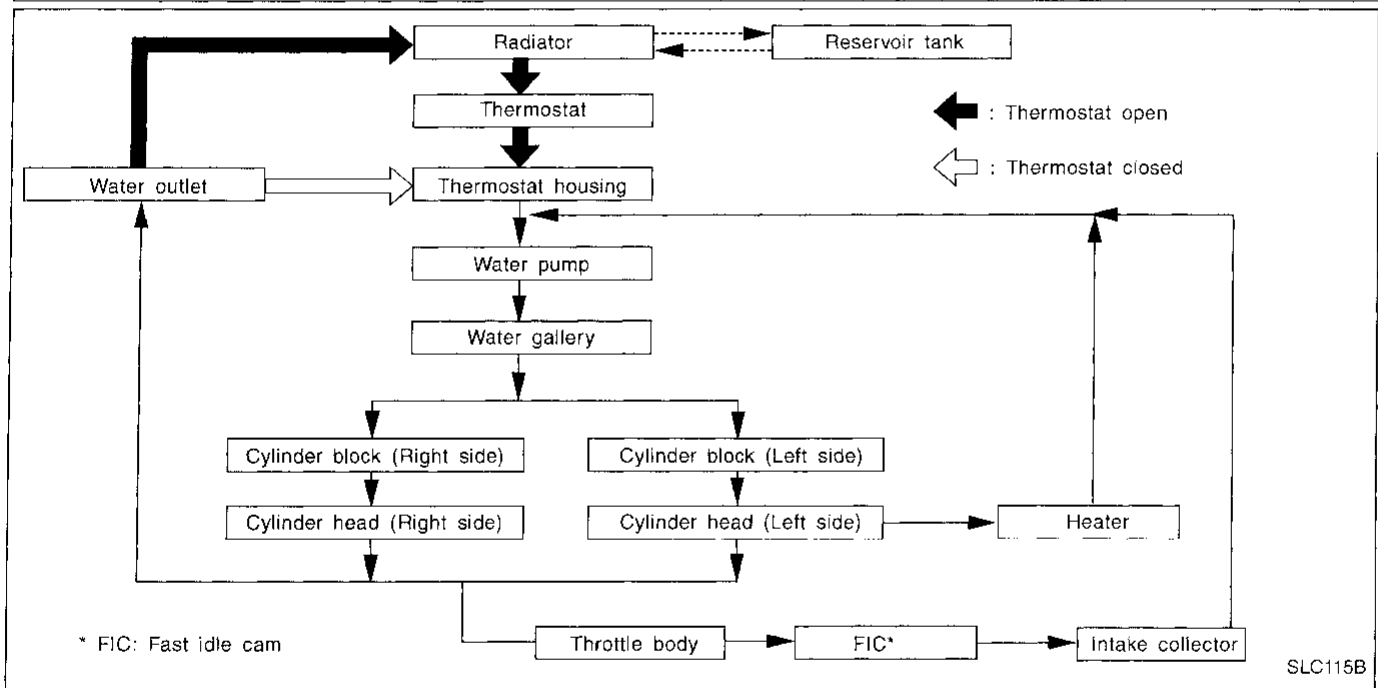 Radiator
Reservoir tank
Thermostat
: Thermostat open
Water outlet
Thermostat housing
: Thermostat closed
Water pump
Water gallery
Cylinder block (Right side)
Cylinder block (Left side)
Cylinder head (Right side)
Cylinder head (Left side)
Heater
* FIC: Fast idle cam
Throttle body
FIC*
Intake collector
SLC115B